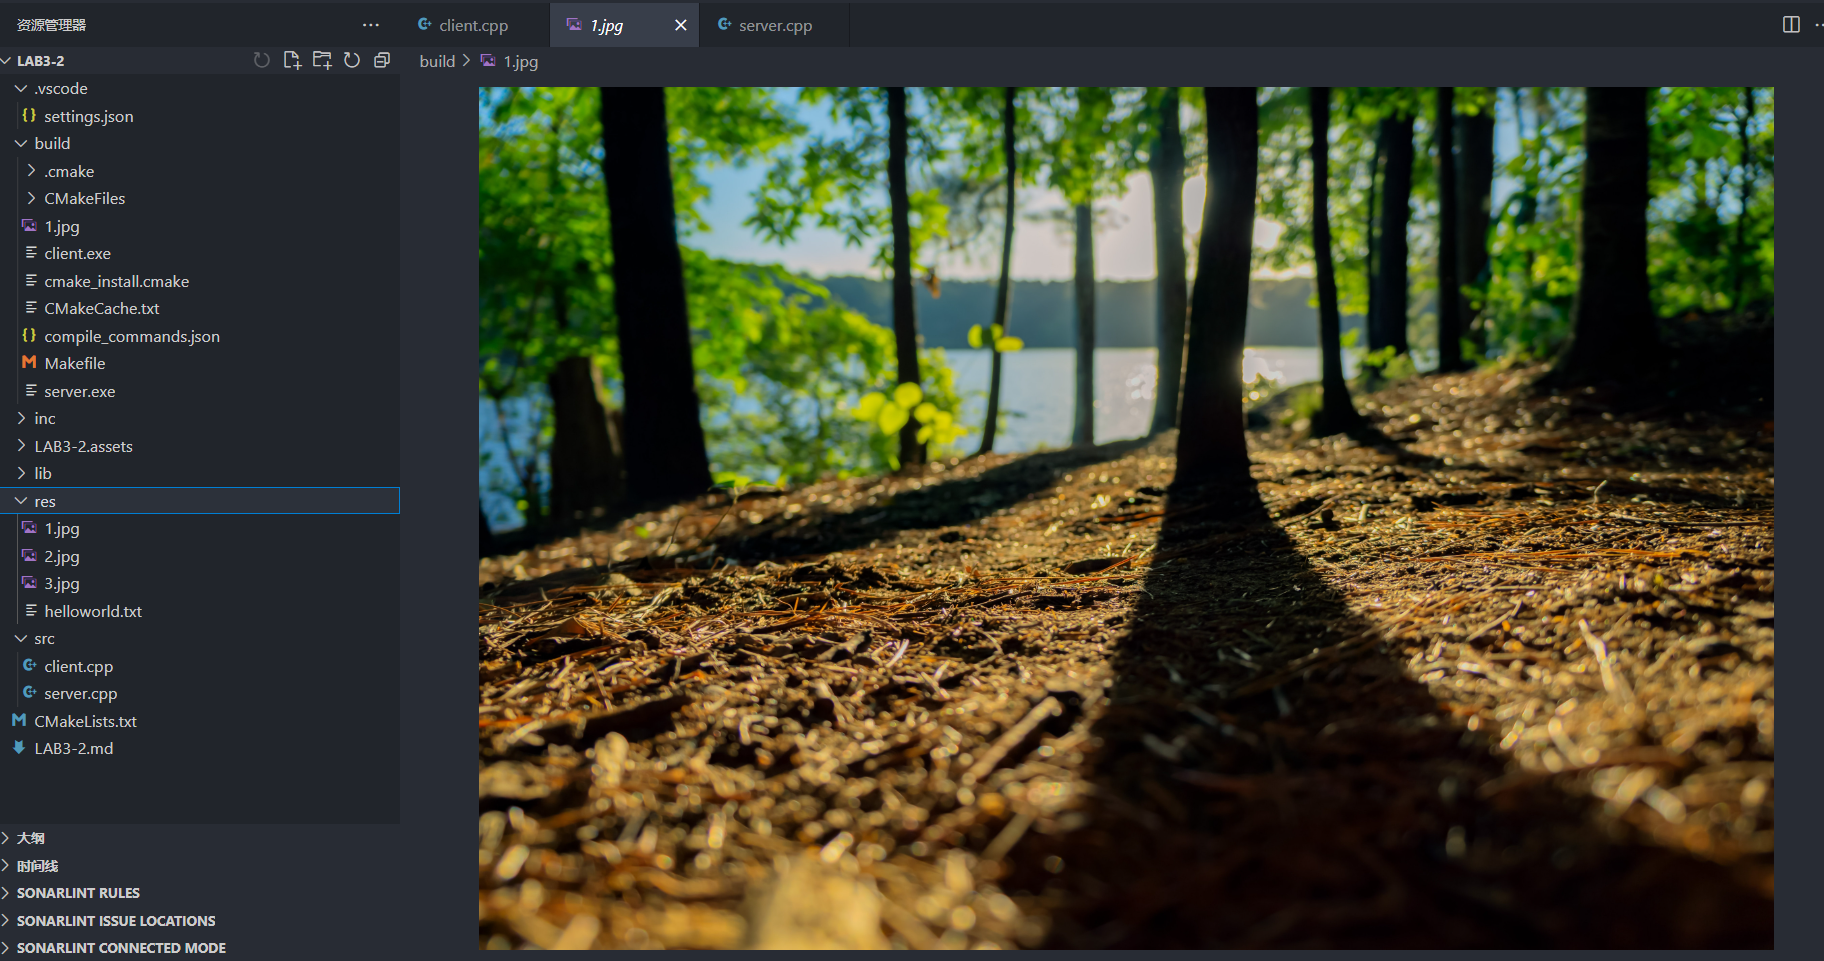 资源管理器
client.cpp
1.jpg
server.cpp
LAB3-2
build
1.jpg
.vscode
settings.json
build
.cmake
CMakeFiles
1.jpg
client.exe
cmake_install.cmake
CMakeCache.txt
compile_commands.json
Makefile
server.exe
inc
LAB3-2.assets
lib
res
1.jpg
2.jpg
3.jpg
helloworld.txt
src
client.cpp
server.cpp
CMakeLists.txt
LAB3-2.md
大纲
时间线
SONARLINT RULES
SONARLINT ISSUE LOCATIONS
SONARLINT CONNECTED MODE